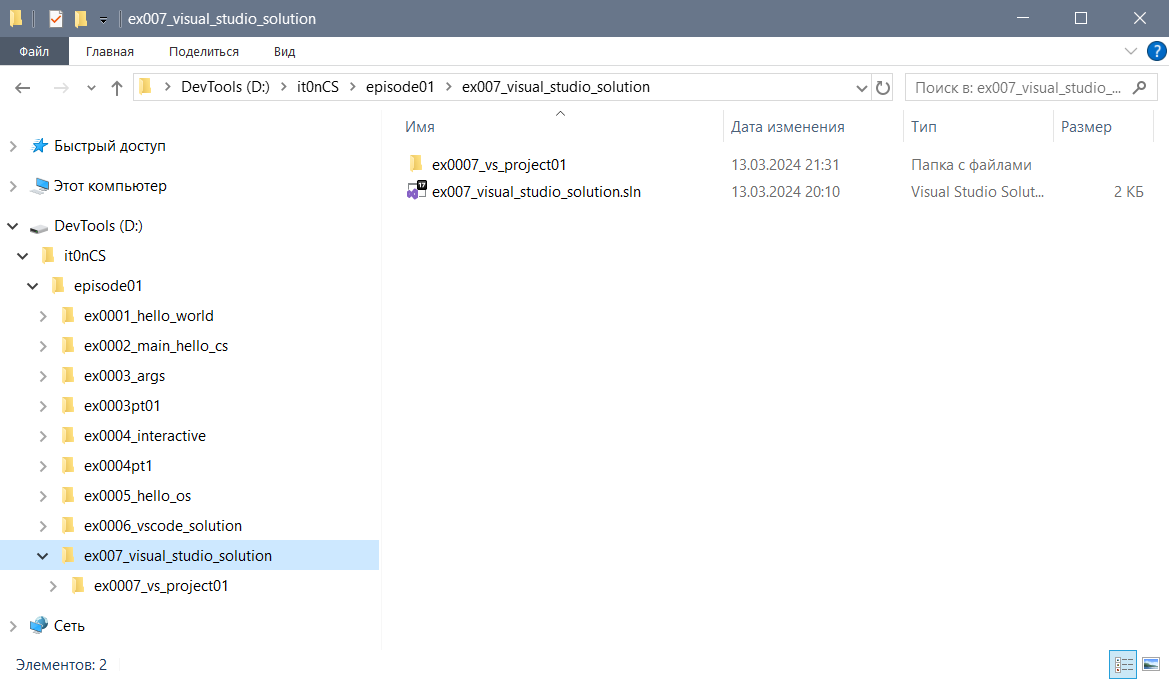 ex007_visual_studio_solution
Файл Главная Поделиться Вид
DevTools (D:) it0nCS episode01 ex007_visual_studio_solution Поиск в: ex007_visual_studio_...
Имя Дата изменения Тип Размер
ex0007_vs_project01 13.03.2024 21:31 Папка с файлами
ex007_visual_studio_solution.sln 13.03.2024 20:10 Visual Studio Solut... 2 КБ
Быстрый доступ
Этот компьютер
DevTools (D:)
it0nCS
episode01
ex0001_hello_world
ex0002_main_hello_cs
ex0003_args
ex0003pt01
ex0004_interactive
ex0004pt1
ex0005_hello_os
ex0006_vscode_solution
ex007_visual_studio_solution
ex0007_vs_project01
Сеть
Элементов: 2